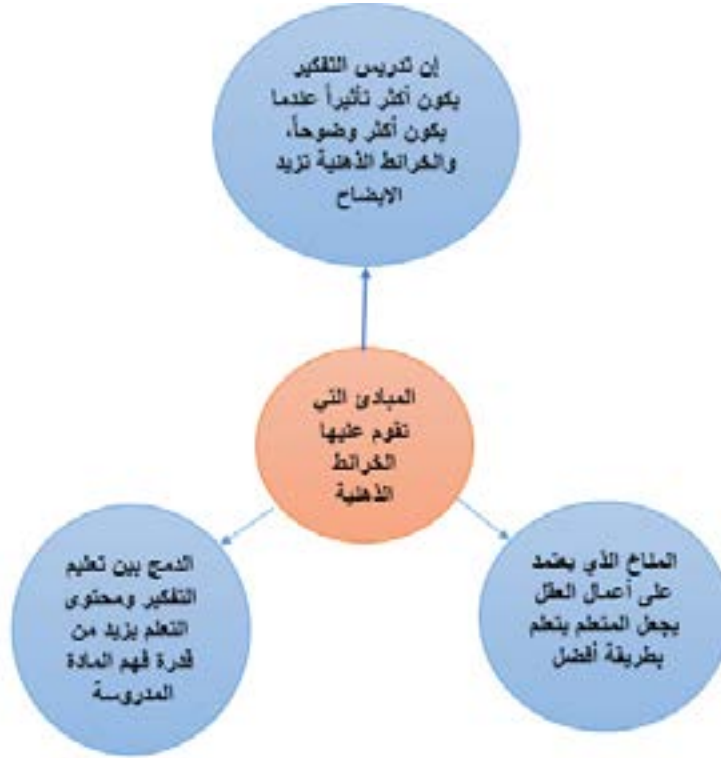 إن تدريس التفكير
يكون أكثر تأثيراً عندما
يكون أكثر وضوحاً،
والخرائط الذهنية تزيد
الايضاح
المبادئ التي
تقوم عليها
الخرائط
الذهنية
المناخ الذي يعتمد
على أعمال العقل
يجعل المتعلم يتعلم
بطريقة أفضل
الدمج بين تعليم
التفكير ومحتوى
التعلم يزيد من
قدرة فهم المادة
المدروسة